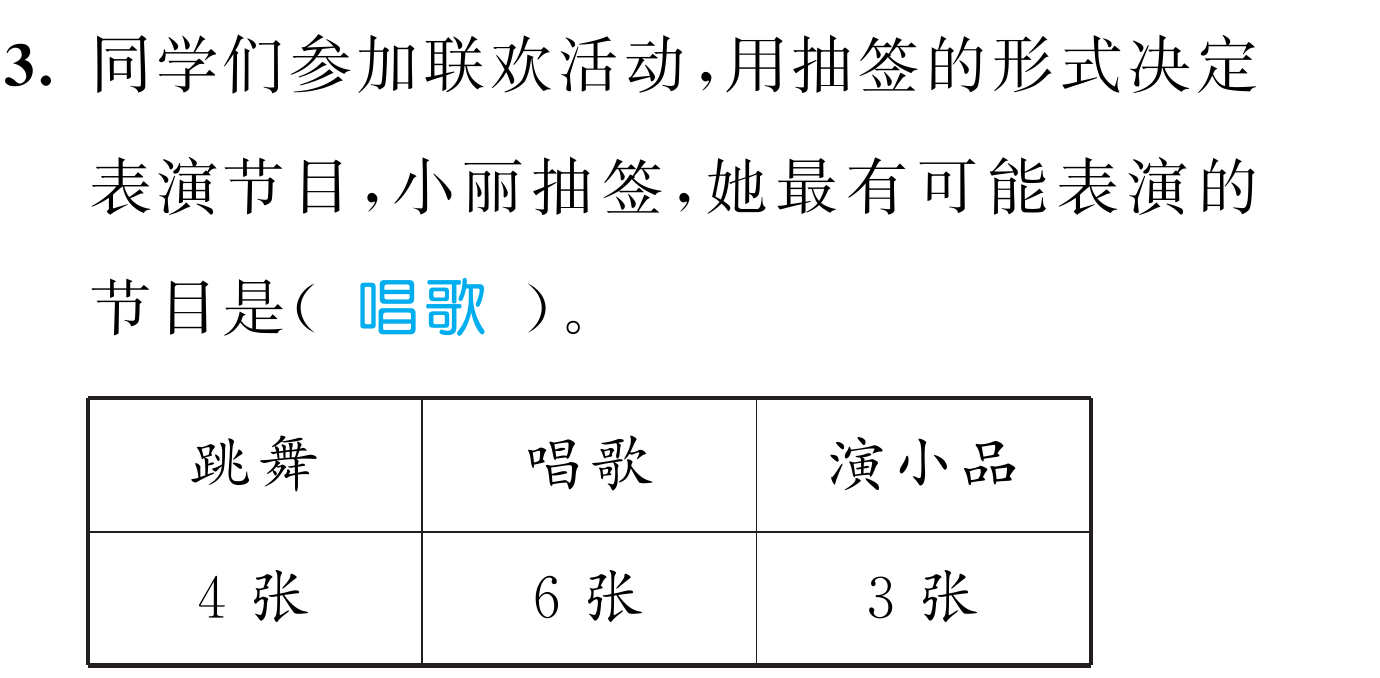 3. 同学们参加联欢活动,用抽签的形式决定
表演节目,小丽抽签,她最有可能表演的
节目是( 唱歌 )。
跳舞 唱歌 演小品
4 张 6 张 3 张